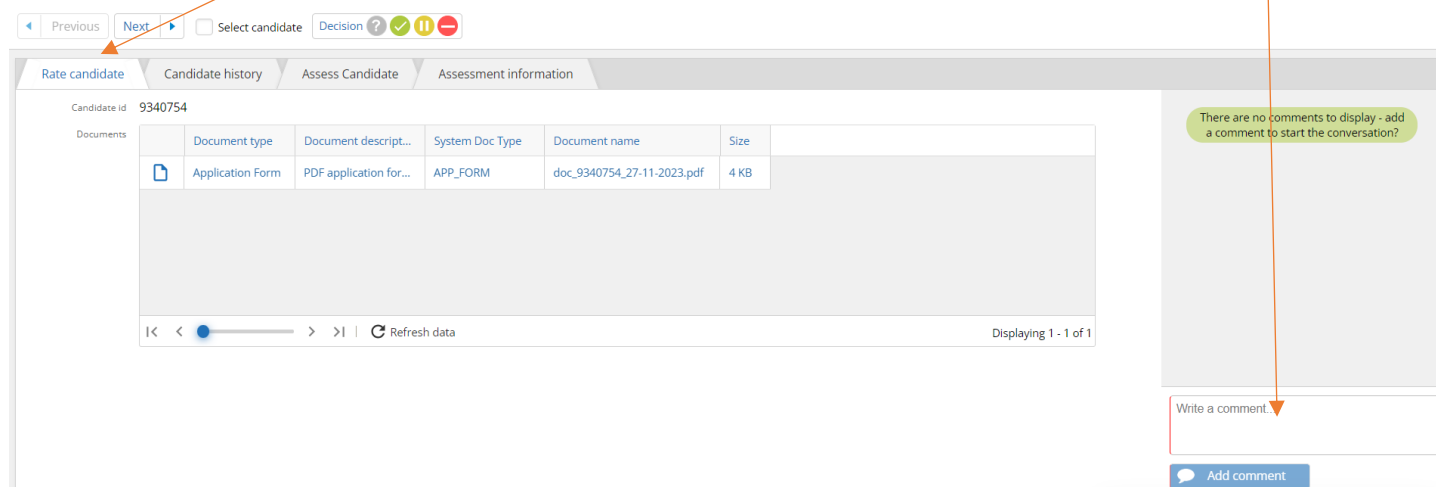 Previous Next Select candidate Decision
Rate candidate Candidate history Assess Candidate Assessment information
Candidate id 9340754
Documents
Document type Document descript... System Doc Type Document name Size
Application Form PDF application for... APP_FORM doc_9340754_27-11-2023.pdf 4 KB
Refresh data Displaying 1 - 1 of 1
There are no comments to display - add
a comment to start the conversation?
Write a comment...
Add comment